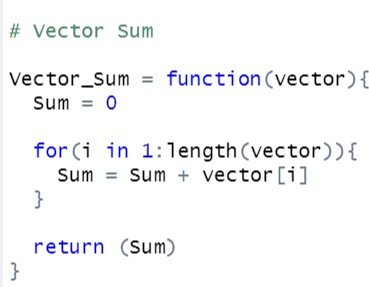 # Vector Sum
Vector_Sum = function(vector){
Sum = 0
for(i in 1:length(vector)){
Sum = Sum + vector[i]
}
return (Sum)
}